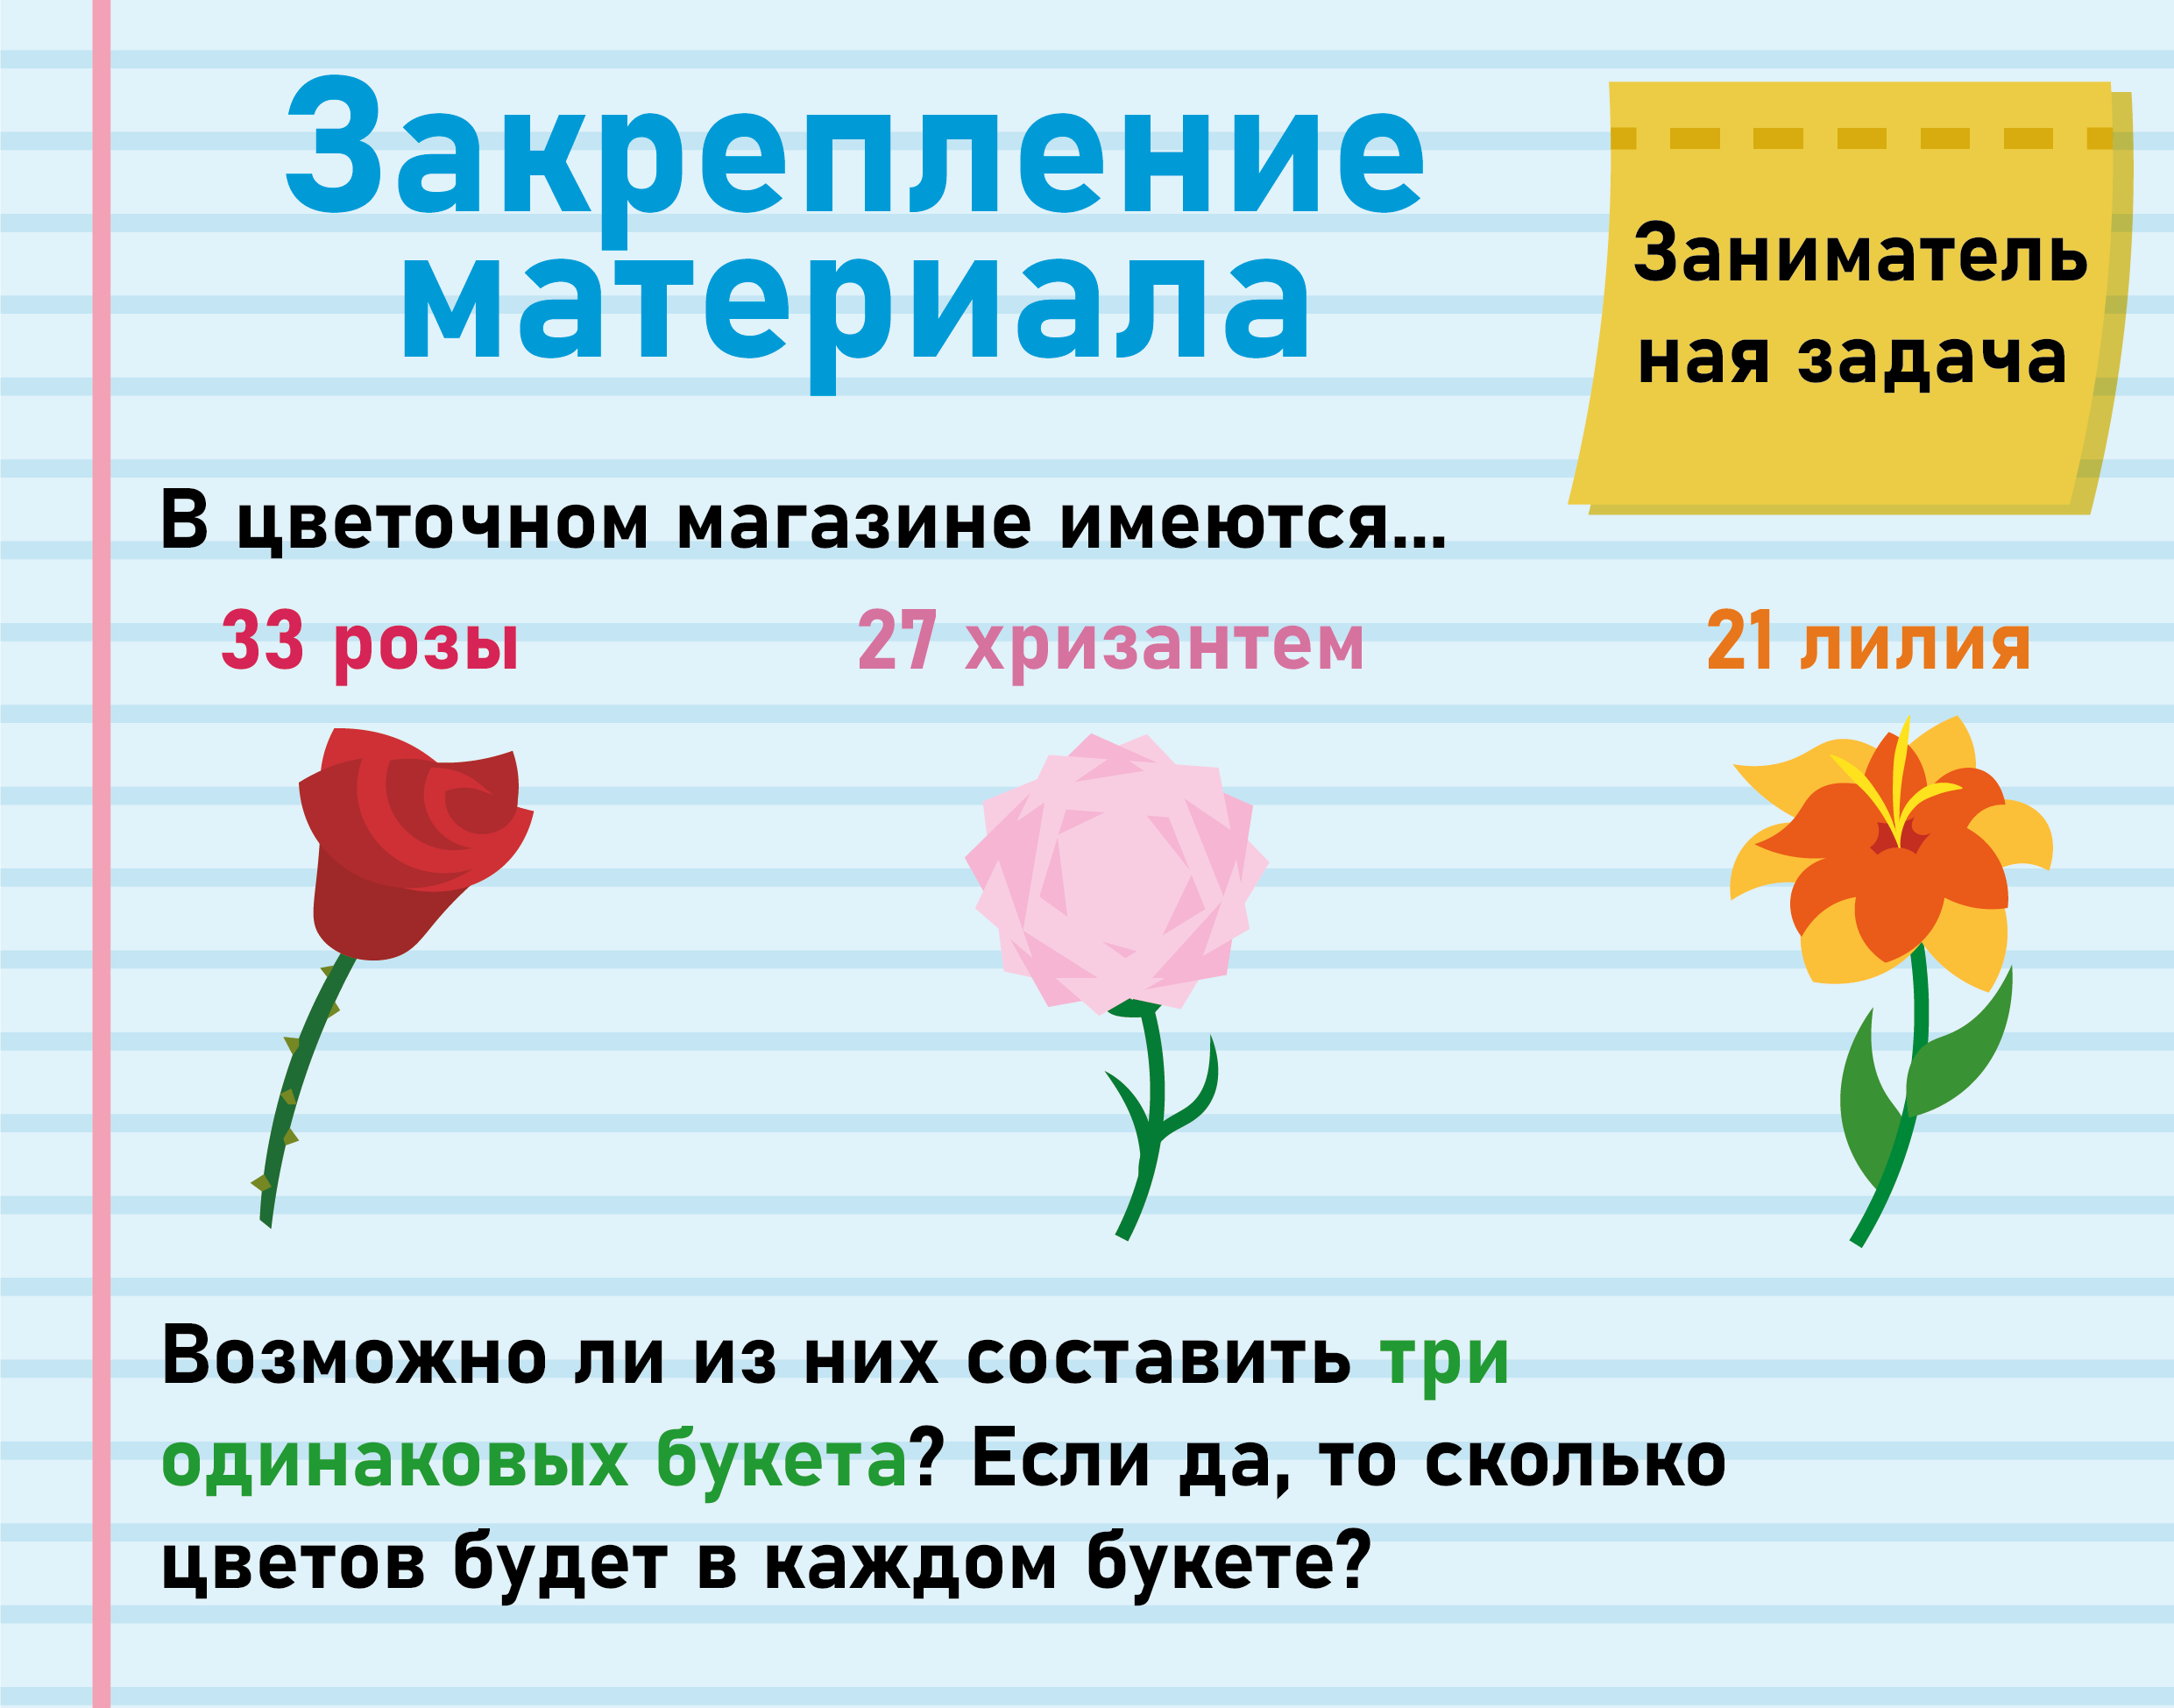 Закрепление
материала
Заниматель
ная задача
В цветочном магазине имеются...
33 розы
27 хризантем
21 лилия
Возможно ли из них составить три
одинаковых букета? Если да, то сколько
цветов будет в каждом букете?